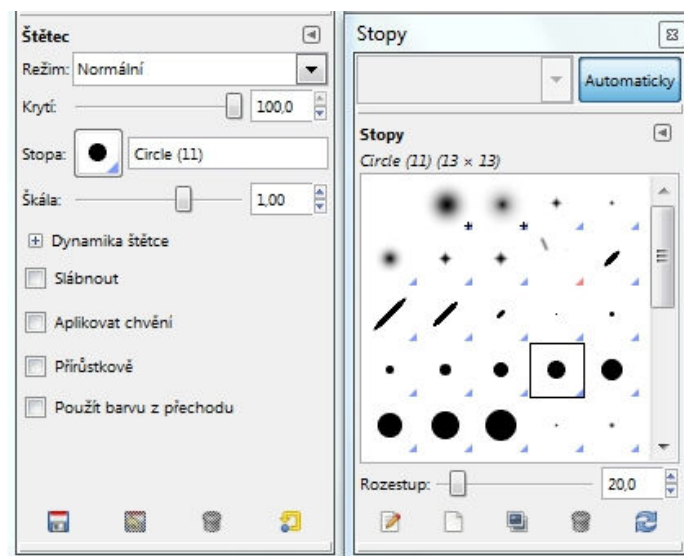 Štětec
Režim: Normální
Krytí: 100,0
Stopa: Circle (11)
Škála: 1,00
Dynamika štětce
Slábnout
Aplikovat chvění
Přírůstkově
Použít barvu z přechodu
Stopy
Automaticky
Stopy
Circle (11) (13 × 13)
Rozestup: 20,0